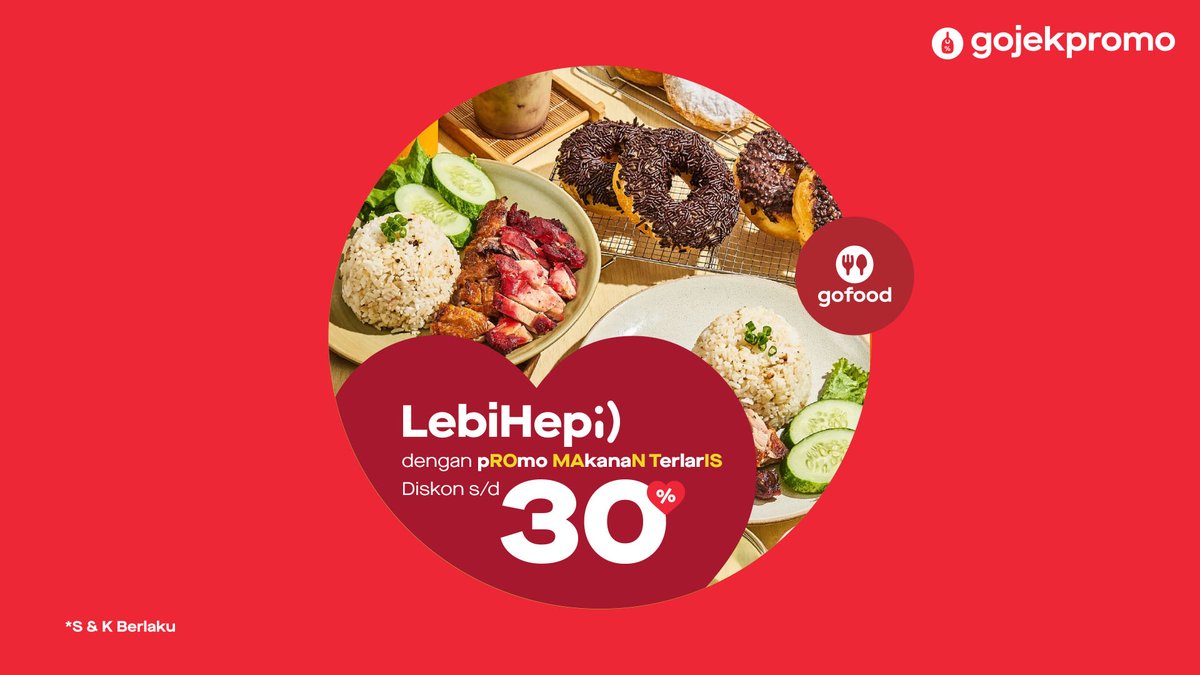 gojekpromo
gofood
LebiHepi;)
dengan pROmo MAkanaN TerlarIS
Diskon s/d
30%
*S & K Berlaku